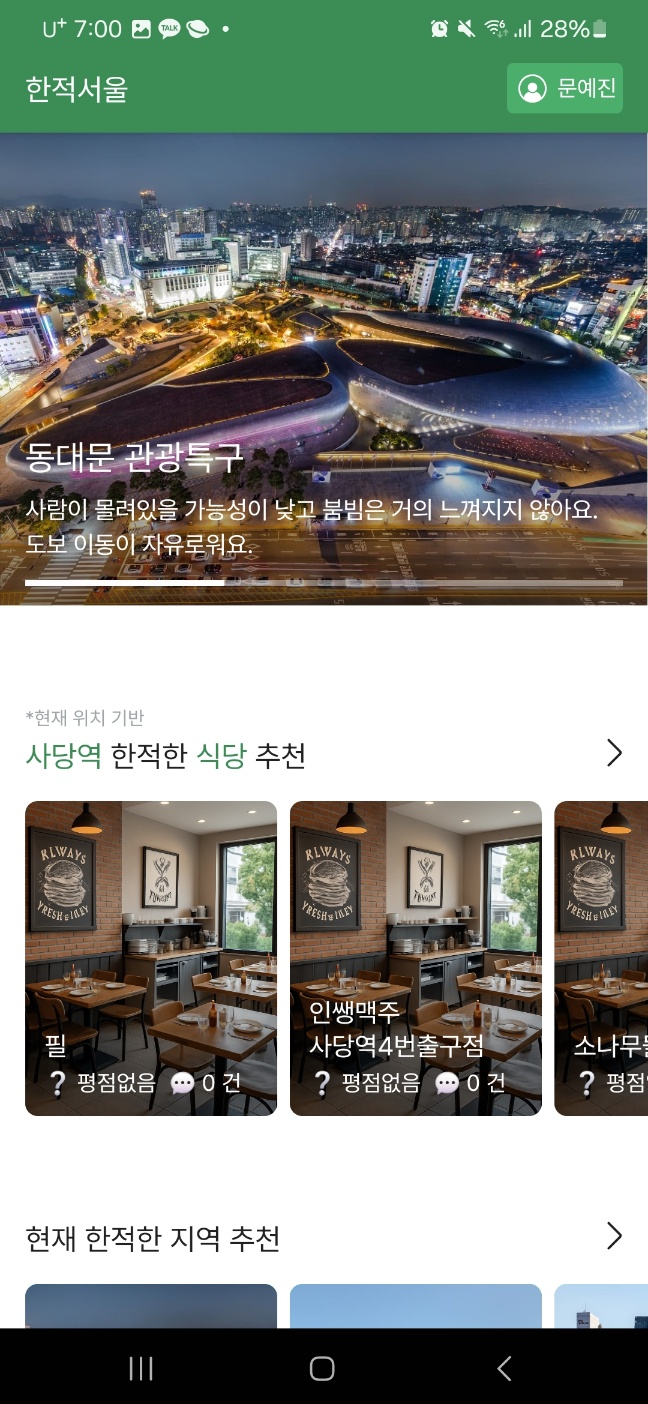 U+ 7:00 TALK 6 28%
한적서울
문예진
동대문 관광특구
사람이 몰려있을 가능성이 낮고 붐빔은 거의 느껴지지 않아요.
도보 이동이 자유로워요.
*현재 위치 기반
사당역 한적한 식당 추천
RLWAYS
YRESH
RLWAYS
YRESH
RLWAYS
YRESH
필
❔ 평점없음 💬 0 건
인쌩맥주
사당역4번출구점
❔ 평점없음 💬 0 건
소나무
❔ 평점
현재 한적한 지역 추천